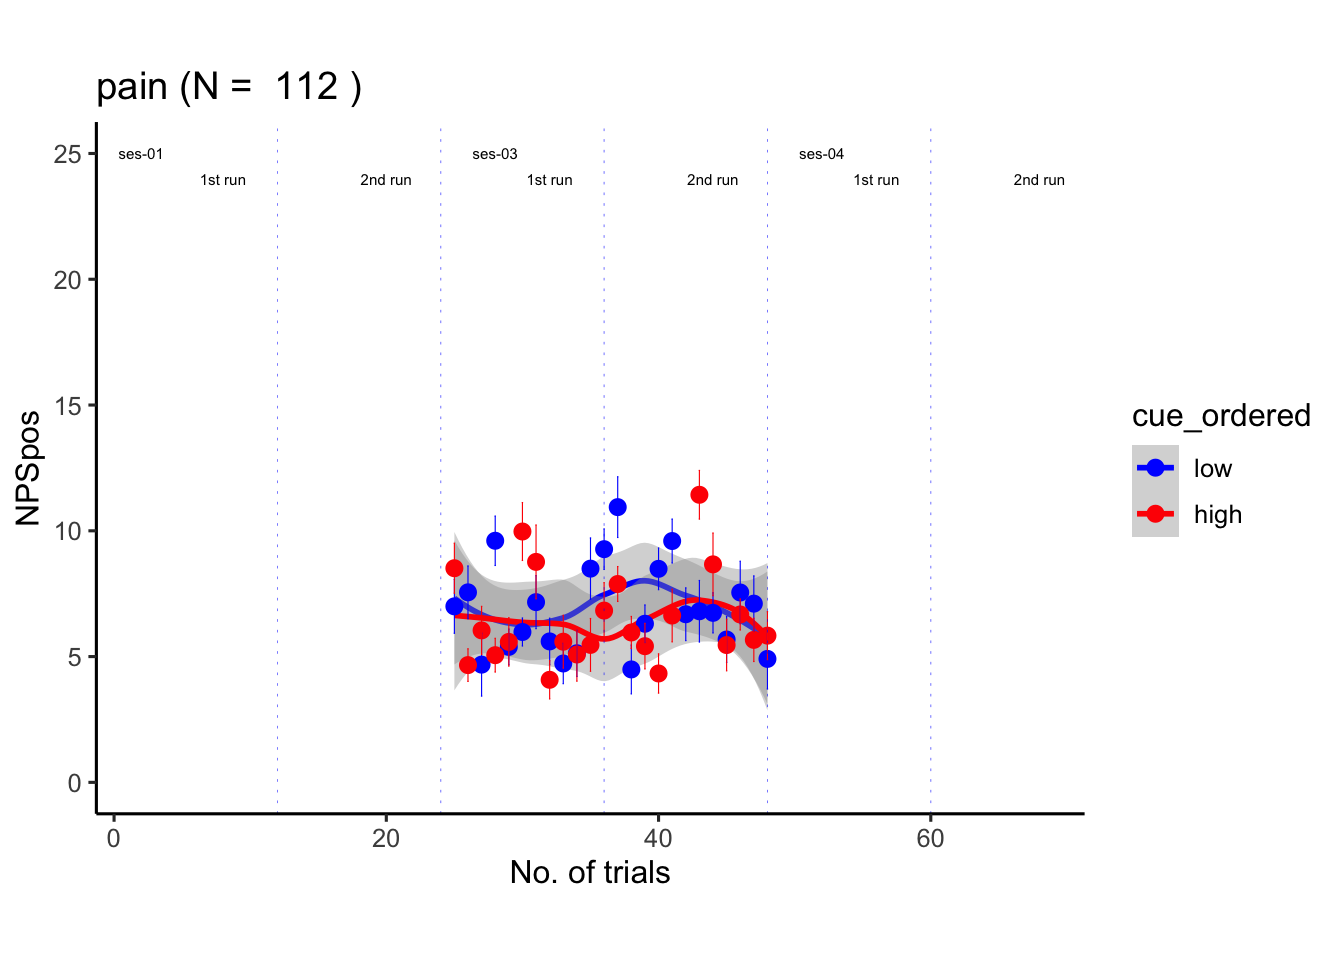 pain (N =  112 )
25
ses-01
ses-03
ses-04
1st run
2nd run
1st run
2nd run
1st run
2nd run
20
15
10
5
0
NPSpos
0
20
40
60
No. of trials
cue_ordered
low
high